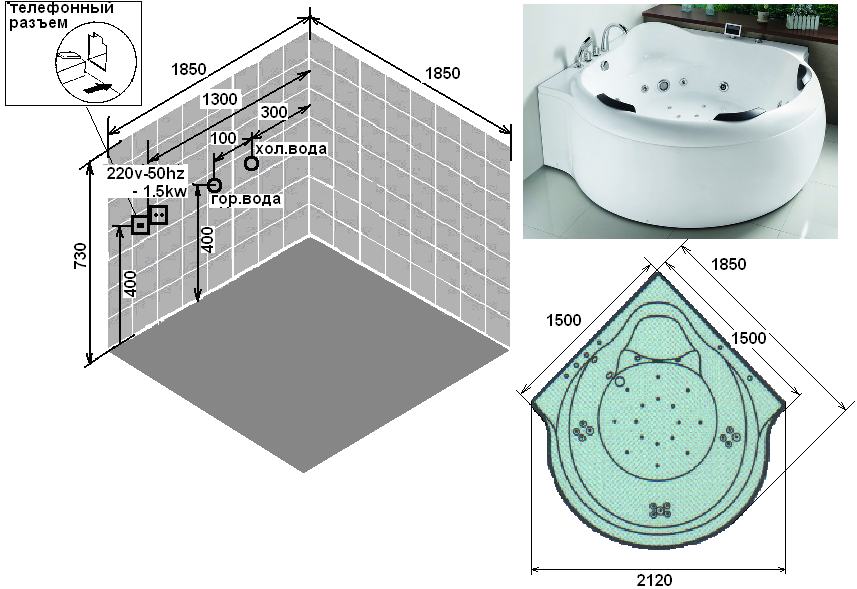 телефонный
разъем
1850
1850
1300
300
100
хол.вода
220v-50hz
- 1.5kw
гор.вода
730
400
400
1850
1500
1500
2120